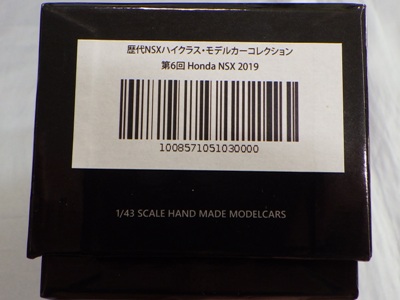 歴代NSXハイクラス・モデルカーコレクション
第6回 Honda NSX 2019
1008571051030000
1/43 SCALE HAND MADE MODELCARS